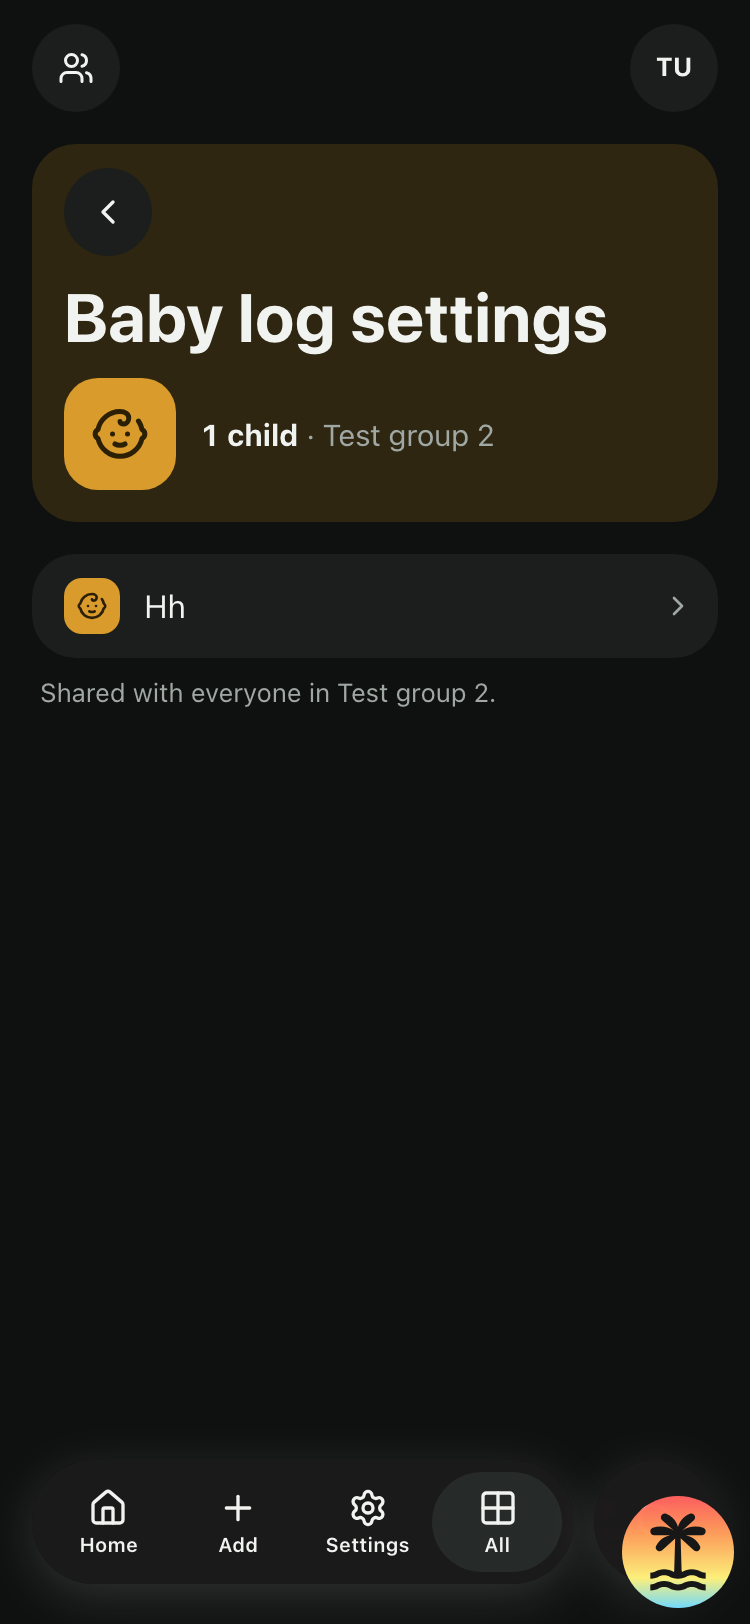 TU
Baby log settings
1 child · Test group 2
Hh
Shared with everyone in Test group 2.
Home
Add
Settings
All